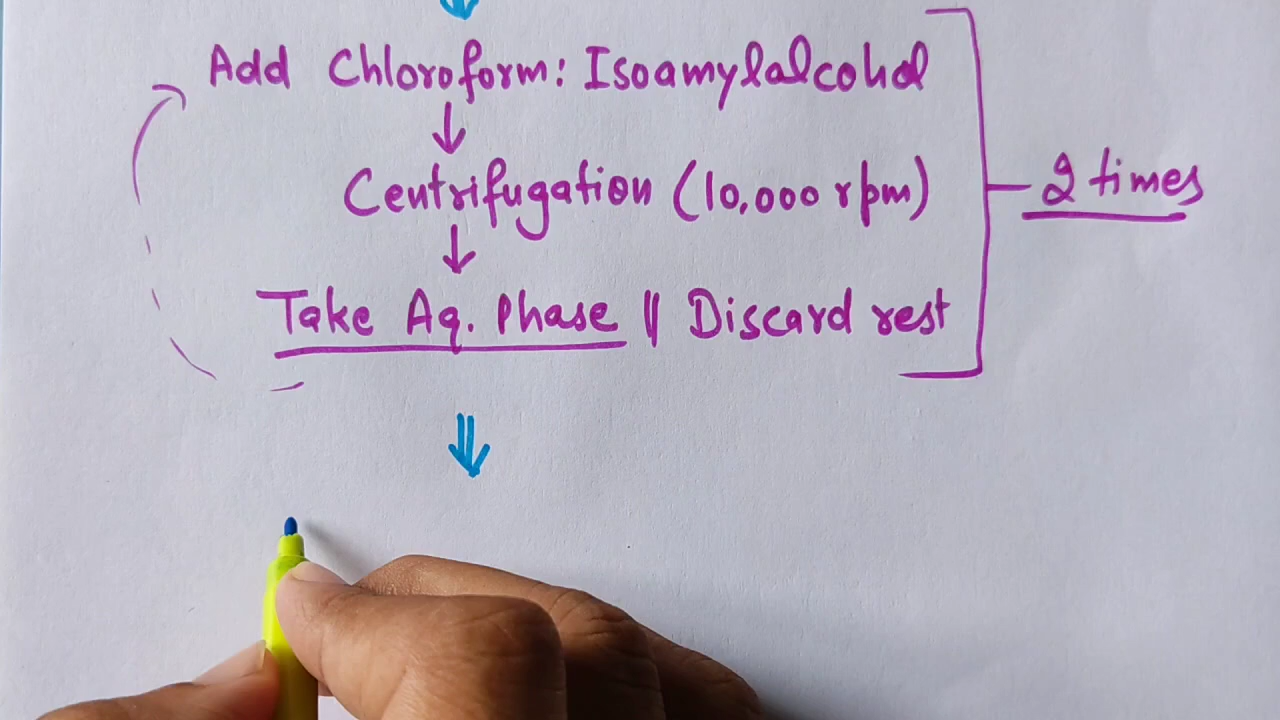 Add Chloroform: Isoamylalcohol
Centrifugation (10,000 rpm)
2 times
Take Aq. Phase || Discard rest